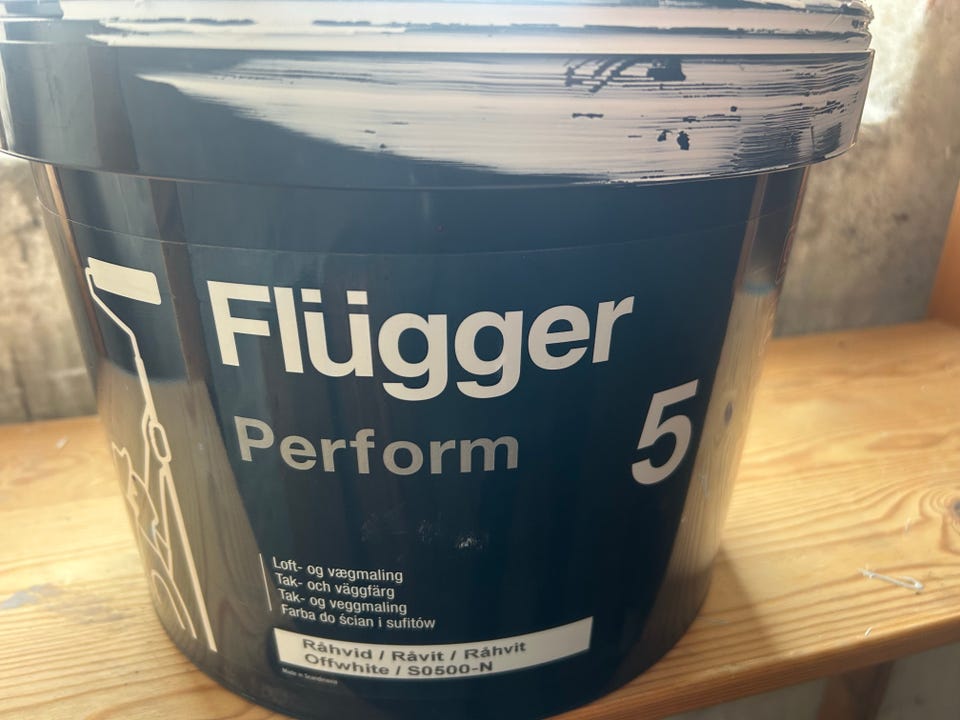 Flügger
Perform
5
Loft- og vægmaling
Tak- och väggfärg
Tak- og veggmaling
Farba do ścian i sufitów
Råhvid / Råvit / Råhvit
Offwhite / S0500-N
Made in Scandinavia